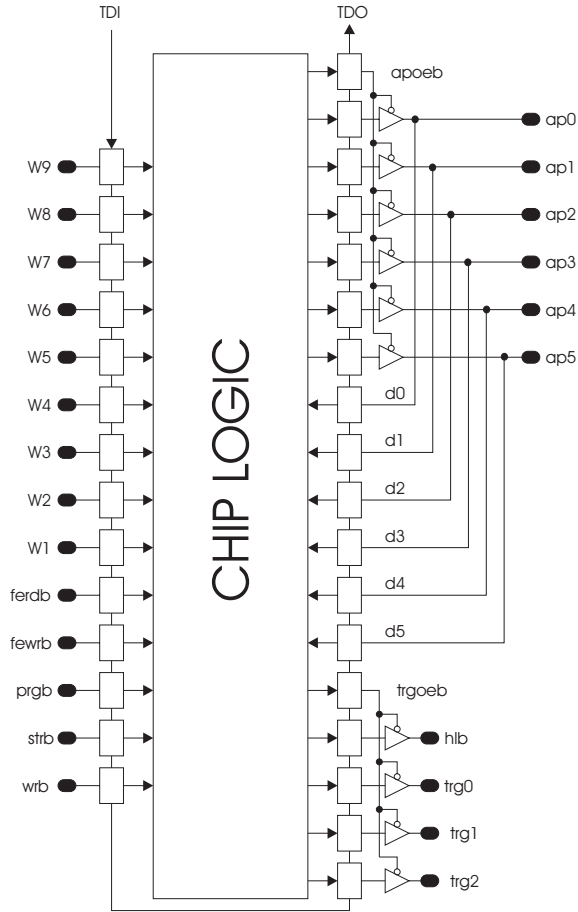 TDI
TDO
apoeb
ap0
W9
ap1
W8
ap2
W7
ap3
W6
ap4
W5
ap5
W4
d0
W3
d1
W2
d2
W1
d3
ferdb
d4
fewrb
d5
prgb
trgoeb
strb
hlb
wrb
trg0
trg1
trg2
CHIP LOGIC